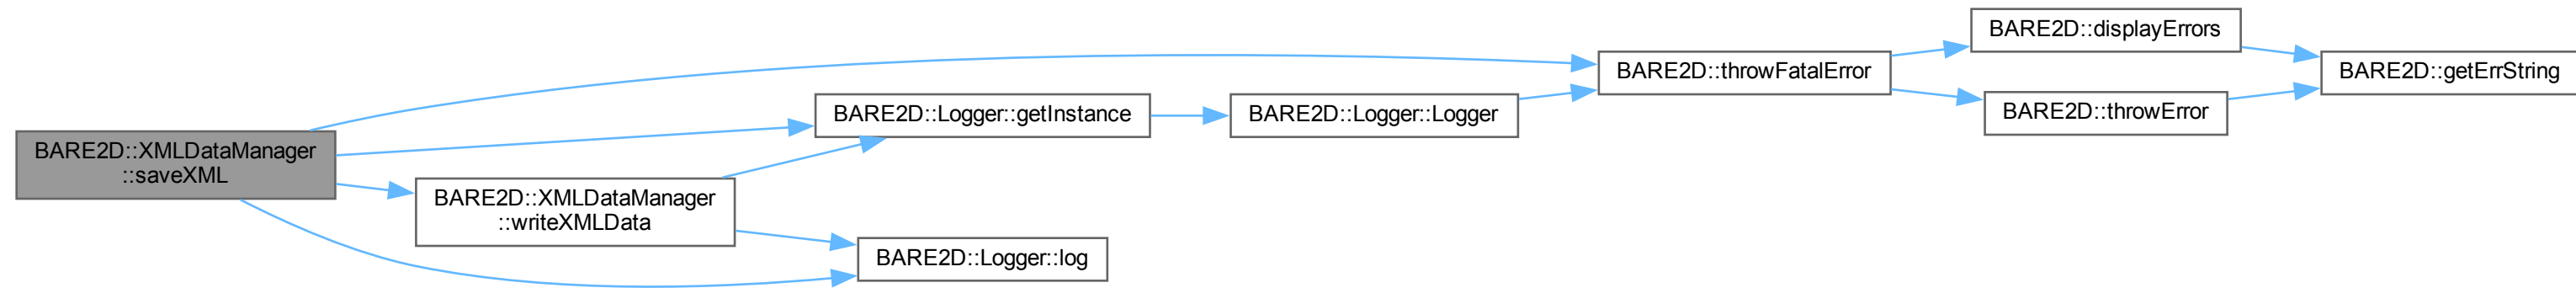 BARE2D::XMLDataManager
::saveXML
BARE2D::XMLDataManager
::writeXMLData
BARE2D::Logger::getInstance
BARE2D::Logger::log
BARE2D::Logger::Logger
BARE2D::throwFatalError
BARE2D::displayErrors
BARE2D::throwError
BARE2D::getErrString